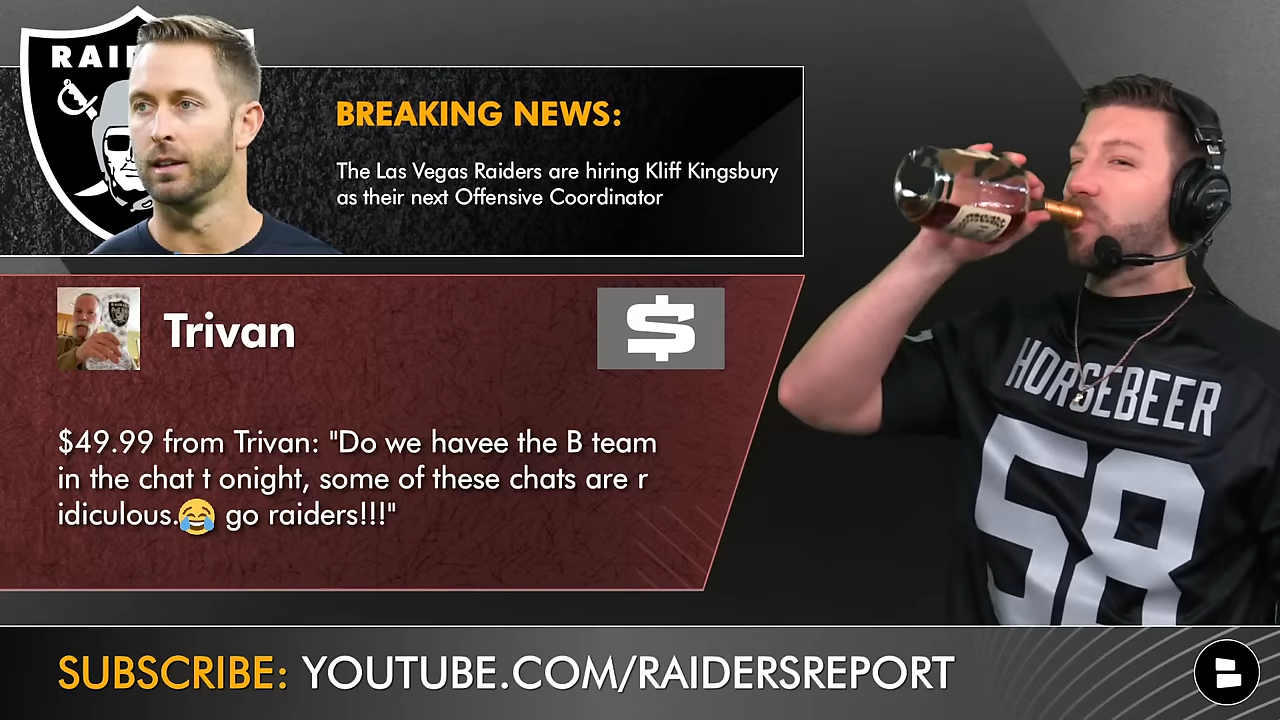 RAI
BREAKING NEWS:
The Las Vegas Raiders are hiring Kliff Kingsbury
as their next Offensive Coordinator
Trivan
$
$49.99 from Trivan: "Do we havee the B team
in the chat t onight, some of these chats are r
idiculous.😂 go raiders!!!"
HORSEBEER
58
SUBSCRIBE: YOUTUBE.COM/RAIDERSREPORT